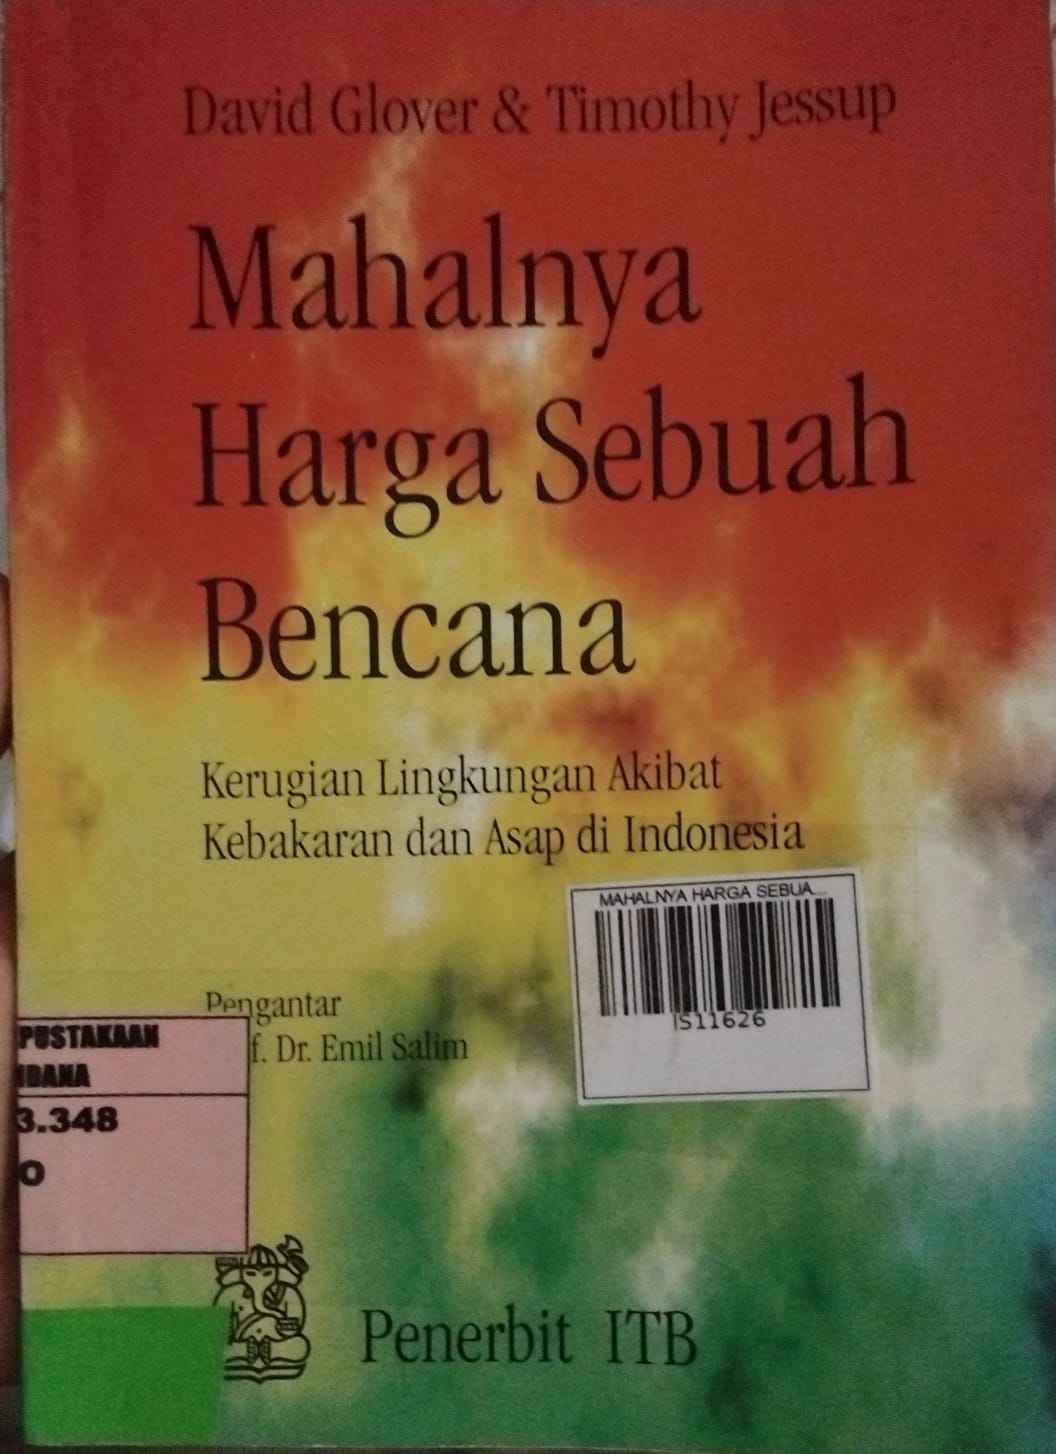 David Glover & Timothy Jessup
Mahalnya
Harga Sebuah
Bencana
Kerugian Lingkungan Akibat
Kebakaran dan Asap di Indonesia
MAHALNYA HARGA SEBUA...
IS11626
Pengantar
f. Dr. Emil Salim
PUSTAKAAN
DANA
3.348
O
Penerbit ITB